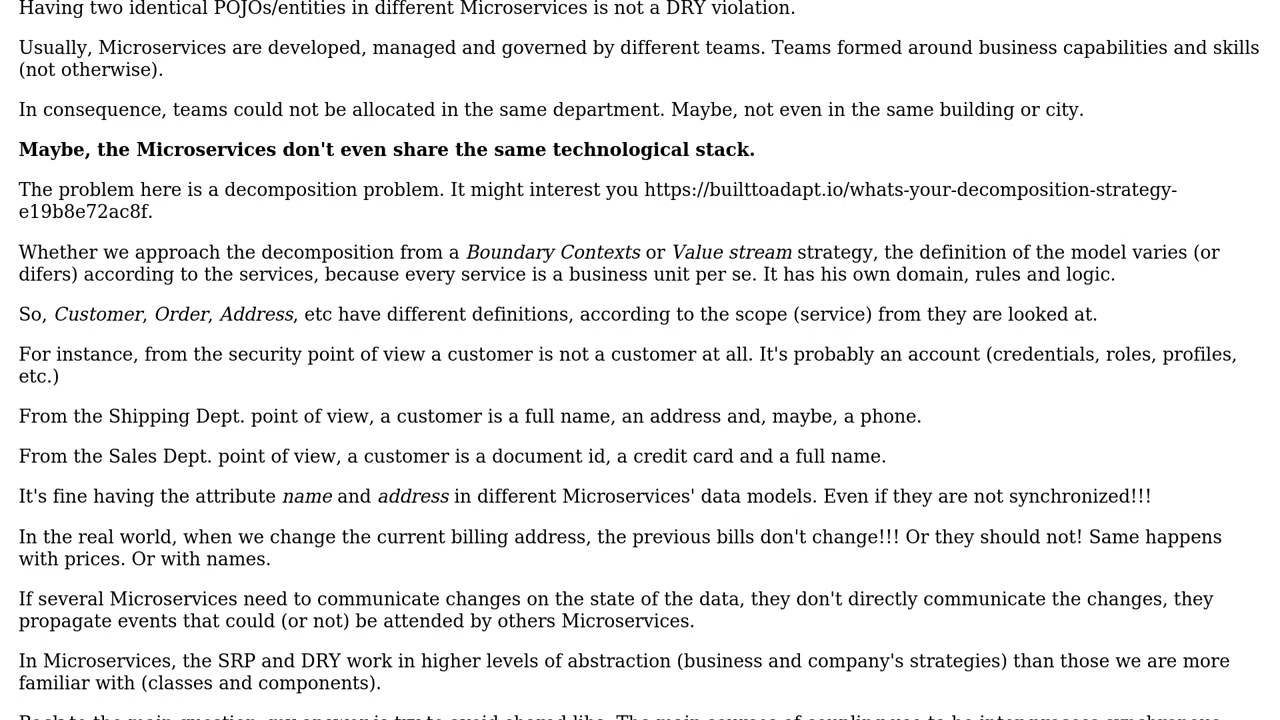 Having two identical POJOs/entities in different Microservices is not a DRY violation.
Usually, Microservices are developed, managed and governed by different teams. Teams formed around business capabilities and skills
(not otherwise).
In consequence, teams could not be allocated in the same department. Maybe, not even in the same building or city.
Maybe, the Microservices don't even share the same technological stack.
The problem here is a decomposition problem. It might interest you https://builttoadapt.io/whats-your-decomposition-strategy-
e19b8e72ac8f.
Whether we approach the decomposition from a Boundary Contexts or Value stream strategy, the definition of the model varies (or
difers) according to the services, because every service is a business unit per se. It has his own domain, rules and logic.
So, Customer, Order, Address, etc have different definitions, according to the scope (service) from they are looked at.
For instance, from the security point of view a customer is not a customer at all. It's probably an account (credentials, roles, profiles,
etc.)
From the Shipping Dept. point of view, a customer is a full name, an address and, maybe, a phone.
From the Sales Dept. point of view, a customer is a document id, a credit card and a full name.
It's fine having the attribute name and address in different Microservices' data models. Even if they are not synchronized!!!
In the real world, when we change the current billing address, the previous bills don't change!!! Or they should not! Same happens
with prices. Or with names.
If several Microservices need to communicate changes on the state of the data, they don't directly communicate the changes, they
propagate events that could (or not) be attended by others Microservices.
In Microservices, the SRP and DRY work in higher levels of abstraction (business and company's strategies) than those we are more
familiar with (classes and components).